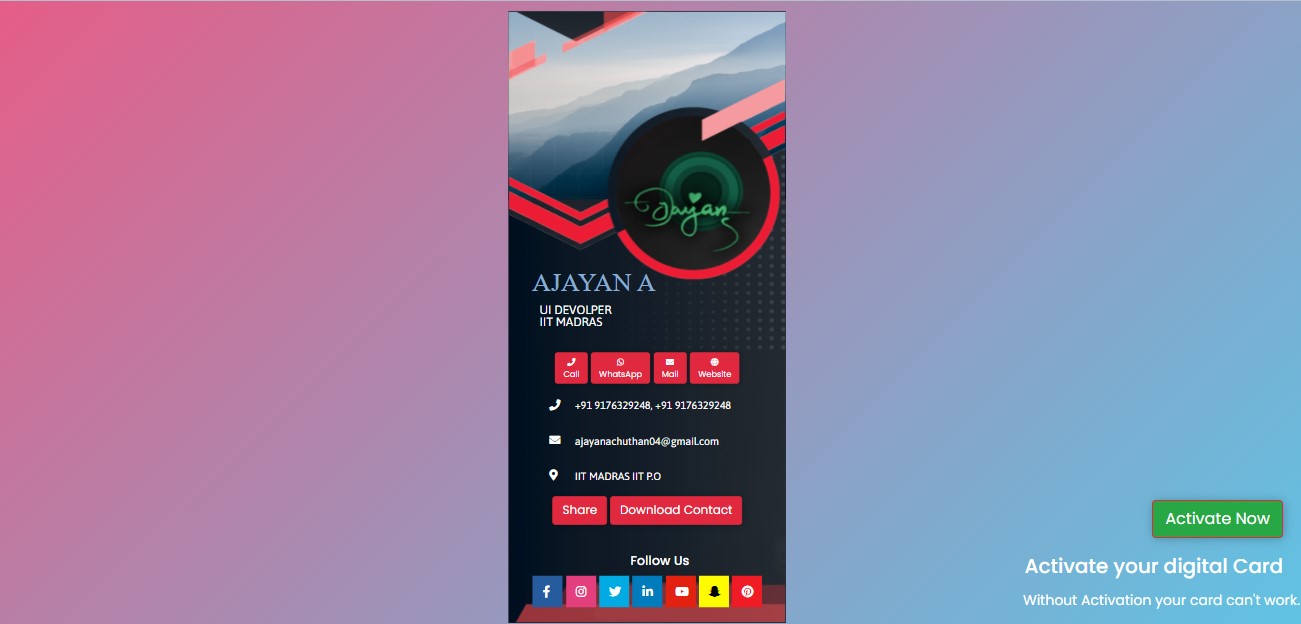 Jayan
AJAYAN A
UI DEVOLPER
IIT MADRAS
Call WhatsApp Mail Website
+91 9176329248, +91 9176329248
ajayanachuthan04@gmail.com
IIT MADRAS IIT P.O
Share Download Contact
Follow Us
Activate Now
Activate your digital Card
Without Activation your card can't work.